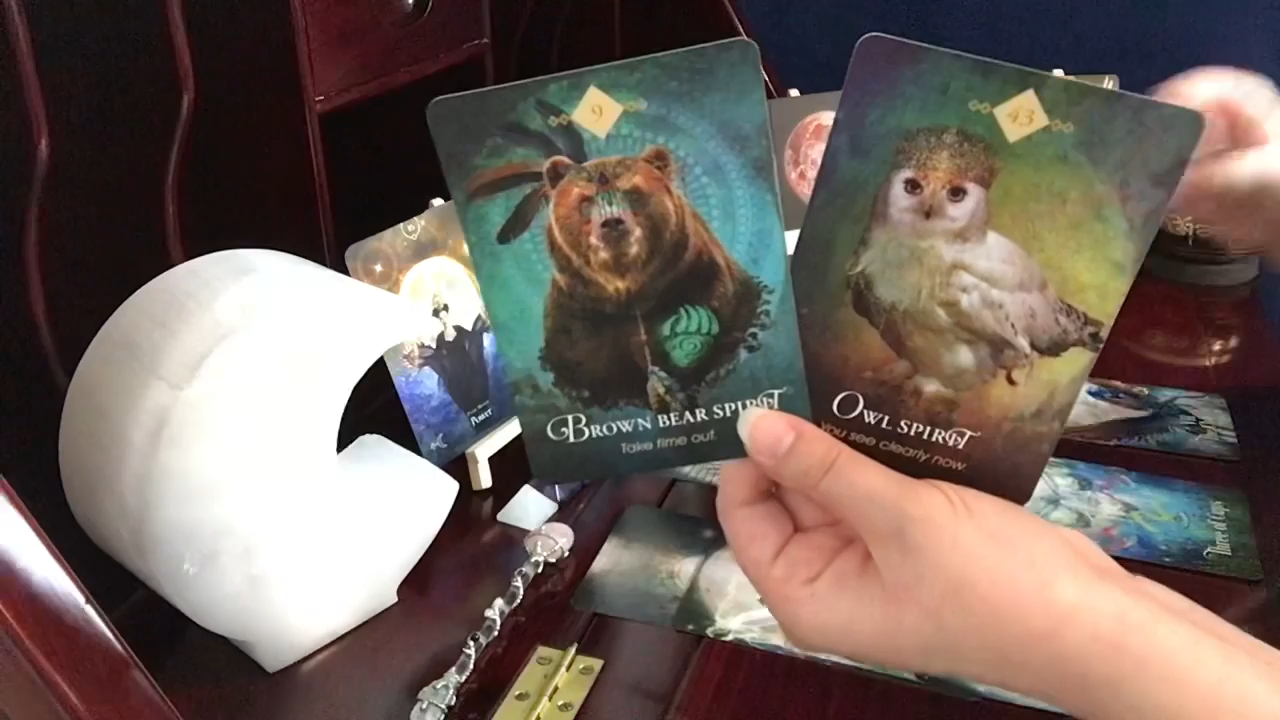 9
BROWN BEAR SPIRIT
Take time out.
43
OWL SPIRIT
You see clearly now.
Three of Cups